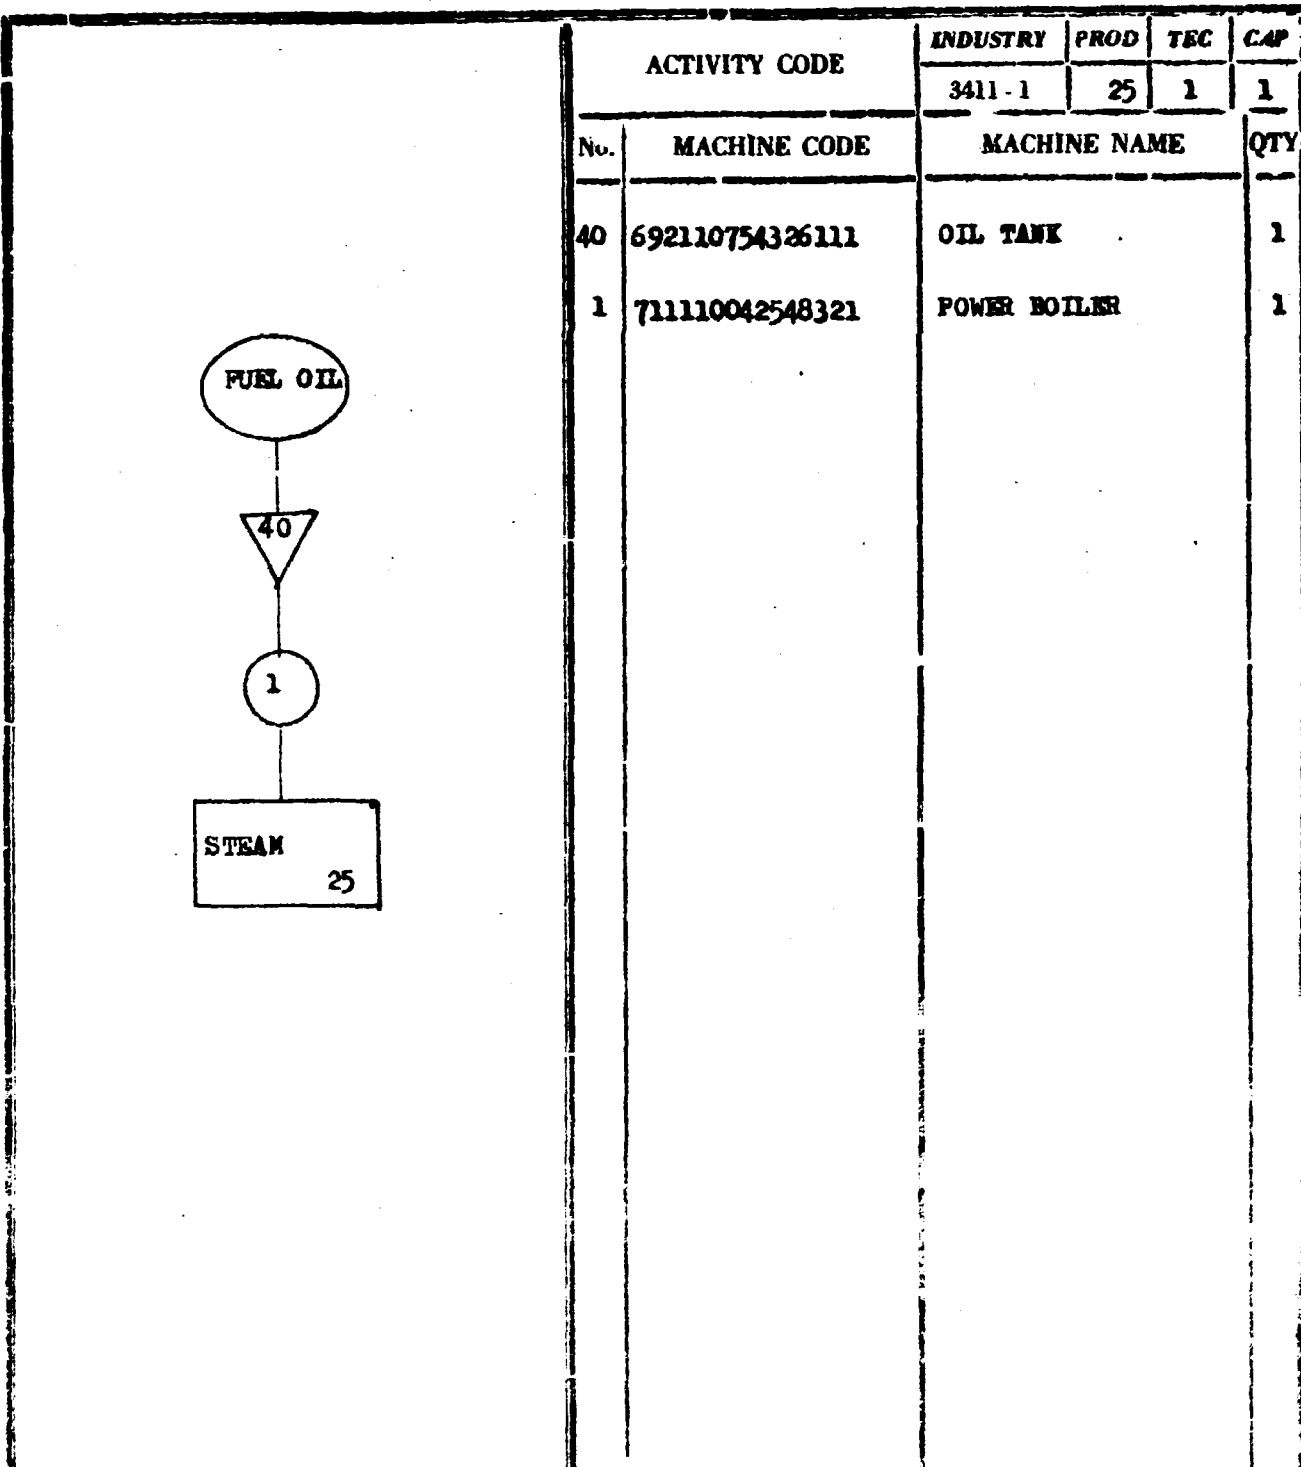 ACTIVITY CODE
INDUSTRY PROD TEC CAP
3411 - 1 25 1 1
No. MACHINE CODE MACHINE NAME QTY
40 692110754326111 OIL TANK 1
1 711110042548321 POWER BOILER 1
FUEL OIL
40
1
STEAM
25